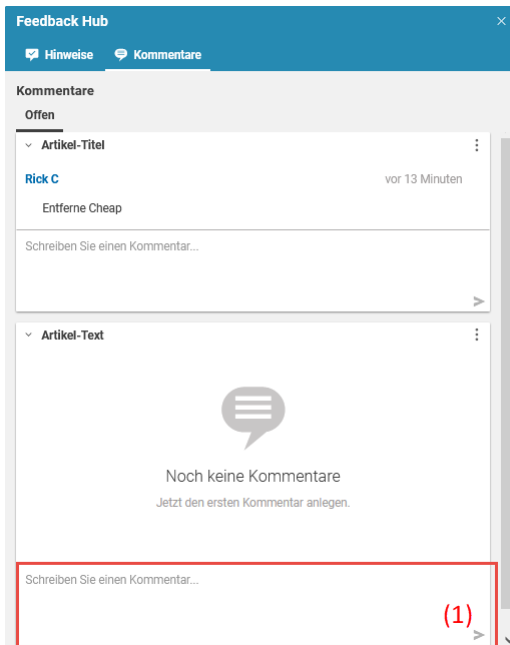 Feedback Hub
Hinweise Kommentare
Kommentare
Offen
Artikel-Titel
Rick C vor 13 Minuten
Entferne Cheap
Schreiben Sie einen Kommentar...
Artikel-Text
Noch keine Kommentare
Jetzt den ersten Kommentar anlegen.
Schreiben Sie einen Kommentar...
(1)